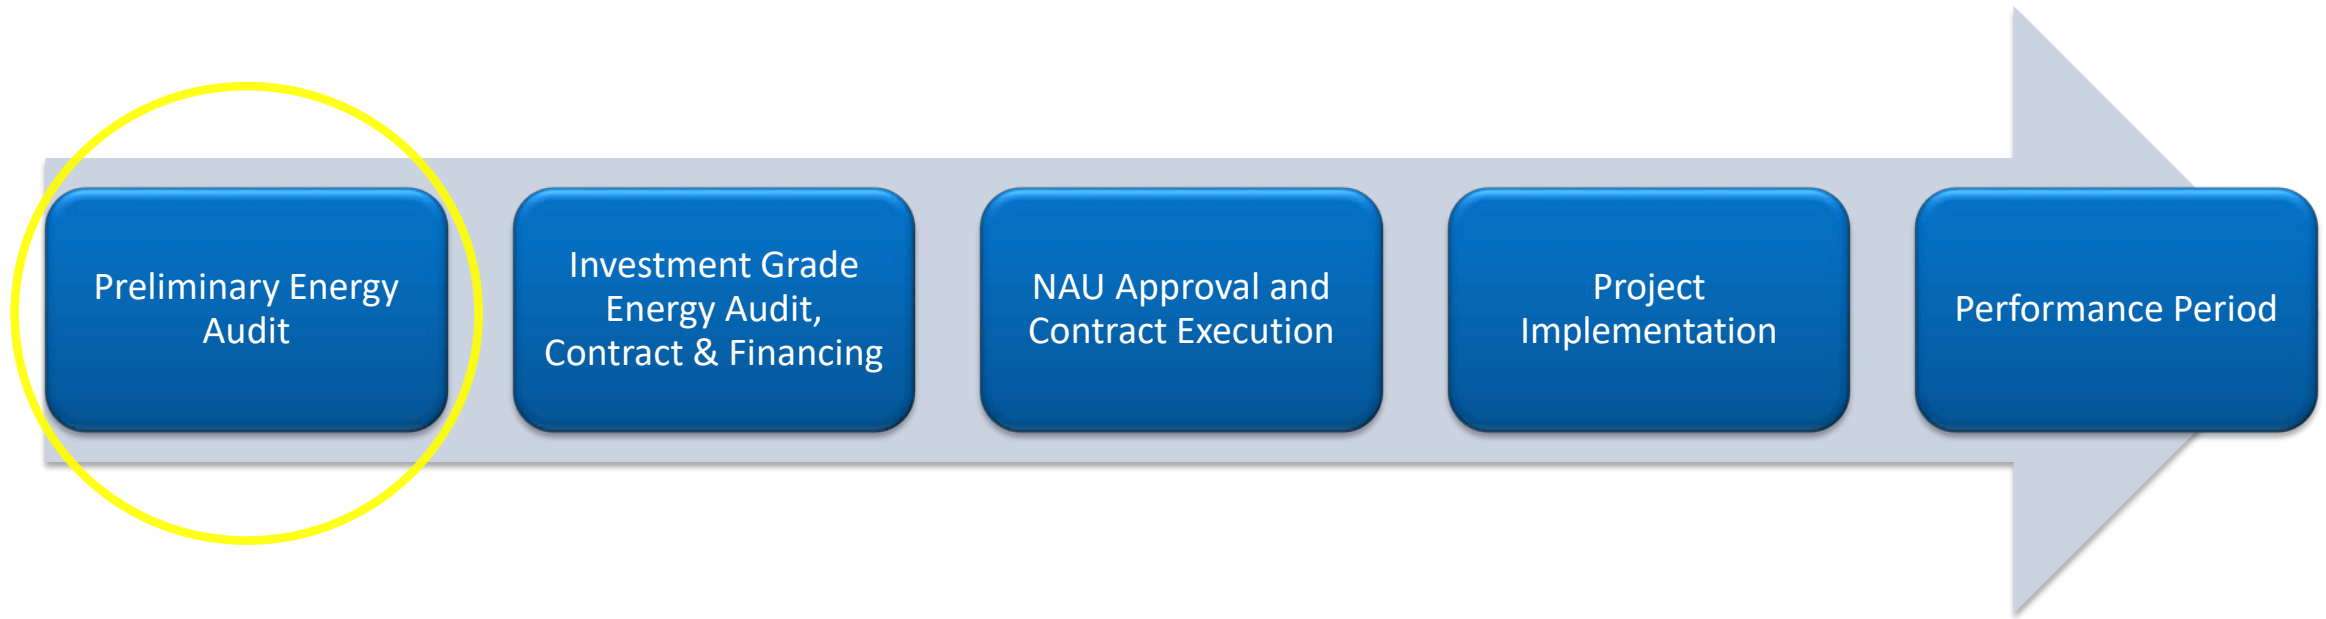 Preliminary Energy
Audit
Investment Grade
Energy Audit,
Contract & Financing
NAU Approval and
Contract Execution
Project
Implementation
Performance Period